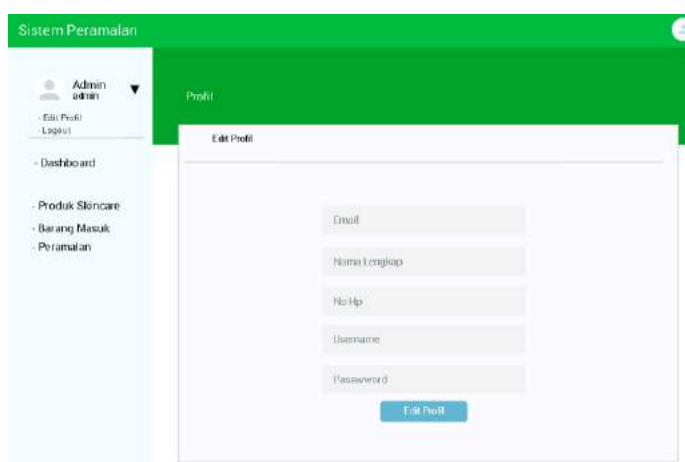 Sistem Peramalan
Admin
admin
- Edit Profil
- Logout
- Dashboard
- Produk Skincare
- Barang Masuk
- Peramalan
Profil
Edit Profil
Email
Nama Lengkap
No Hp
Username
Passwword
Edit Profil